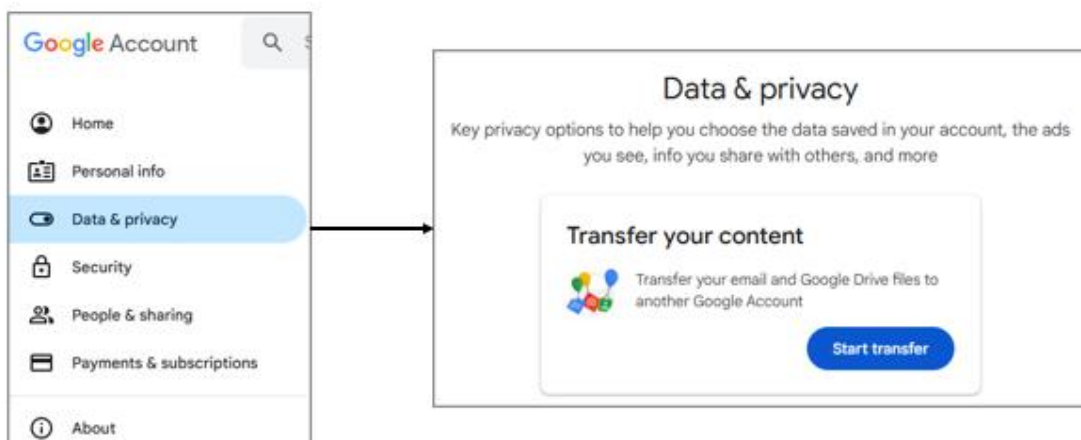 Google Account
Home
Personal info
Data & privacy
Security
People & sharing
Payments & subscriptions
About
Data & privacy
Key privacy options to help you choose the data saved in your account, the ads
you see, info you share with others, and more
Transfer your content
Transfer your email and Google Drive files to
another Google Account
Start transfer